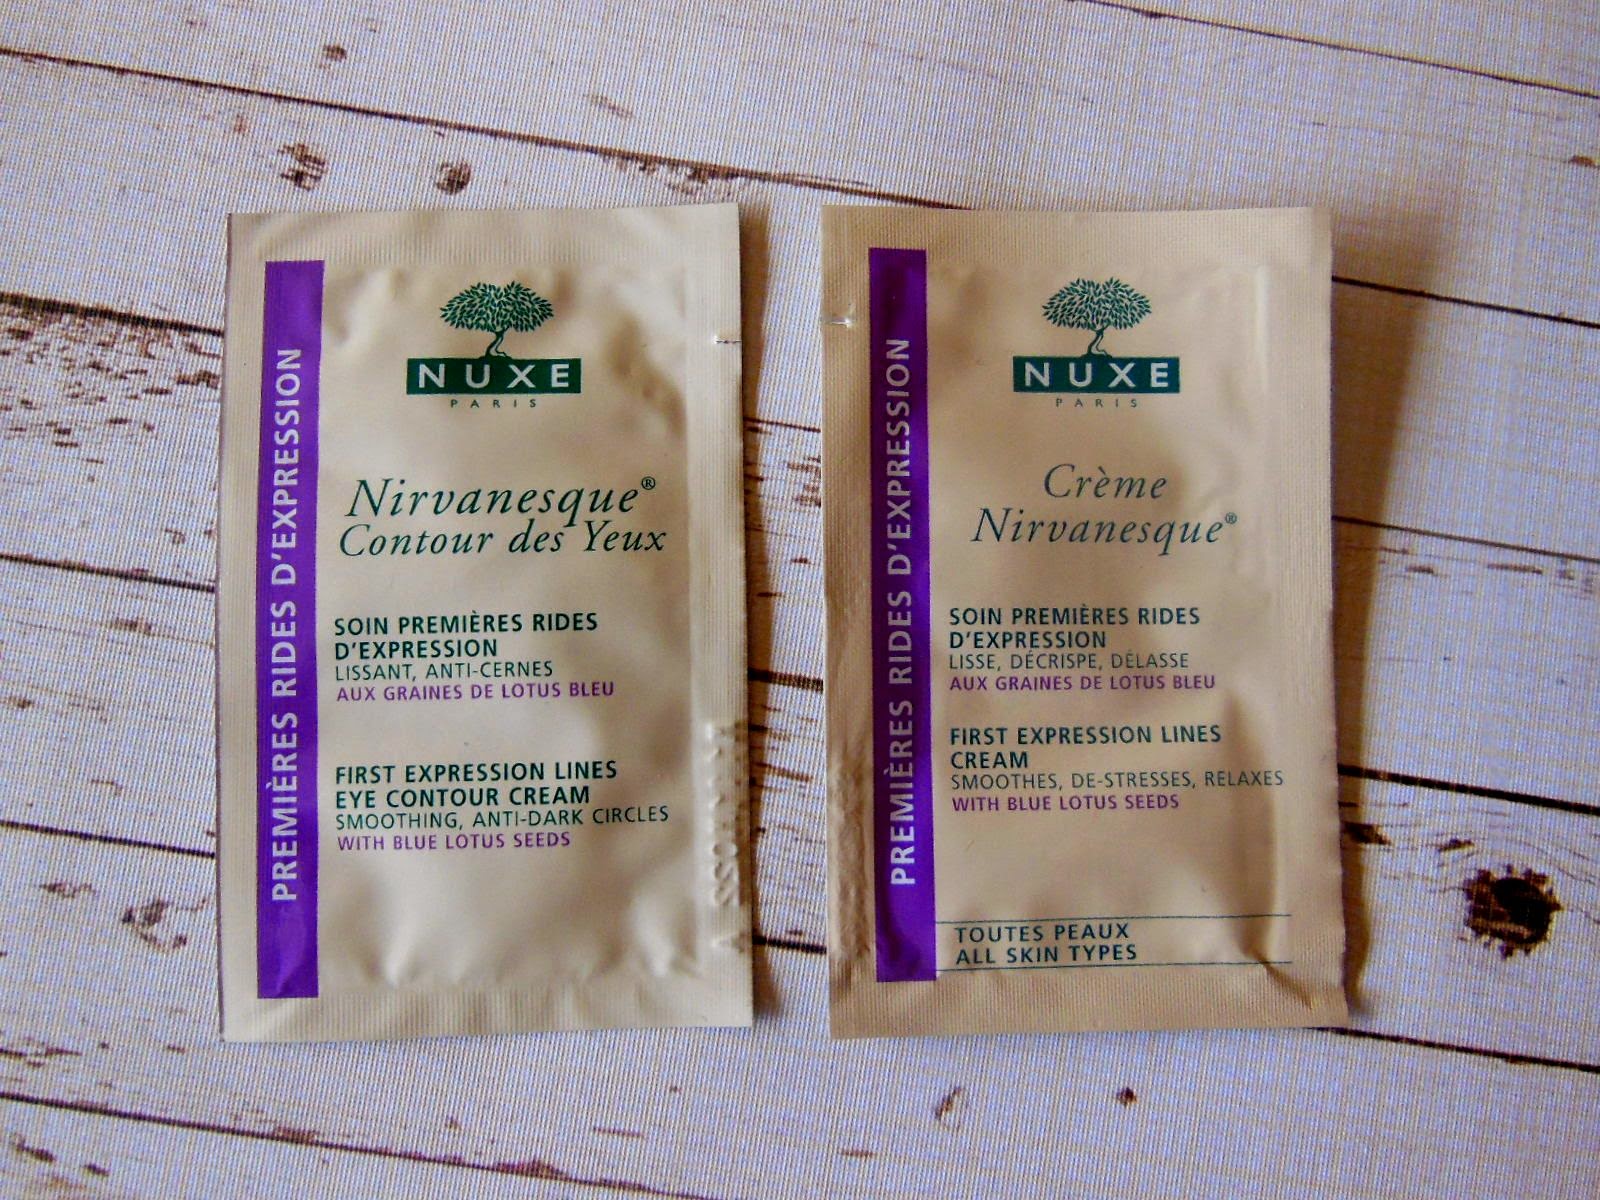 PREMIÈRES RIDES D'EXPRESSION
NUXE
PARIS
Nirvanesque®
Contour des Yeux
SOIN PREMIÈRES RIDES
D'EXPRESSION
LISSANT, ANTI-CERNES
AUX GRAINES DE LOTUS BLEU
FIRST EXPRESSION LINES
EYE CONTOUR CREAM
SMOOTHING, ANTI-DARK CIRCLES
WITH BLUE LOTUS SEEDS
PREMIÈRES RIDES D'EXPRESSION
NUXE
PARIS
Crème
Nirvanesque®
SOIN PREMIÈRES RIDES
D'EXPRESSION
LISSE, DÉCRISPE, DÉLASSE
AUX GRAINES DE LOTUS BLEU
FIRST EXPRESSION LINES
CREAM
SMOOTHES, DE-STRESSES, RELAXES
WITH BLUE LOTUS SEEDS
TOUTES PEAUX
ALL SKIN TYPES